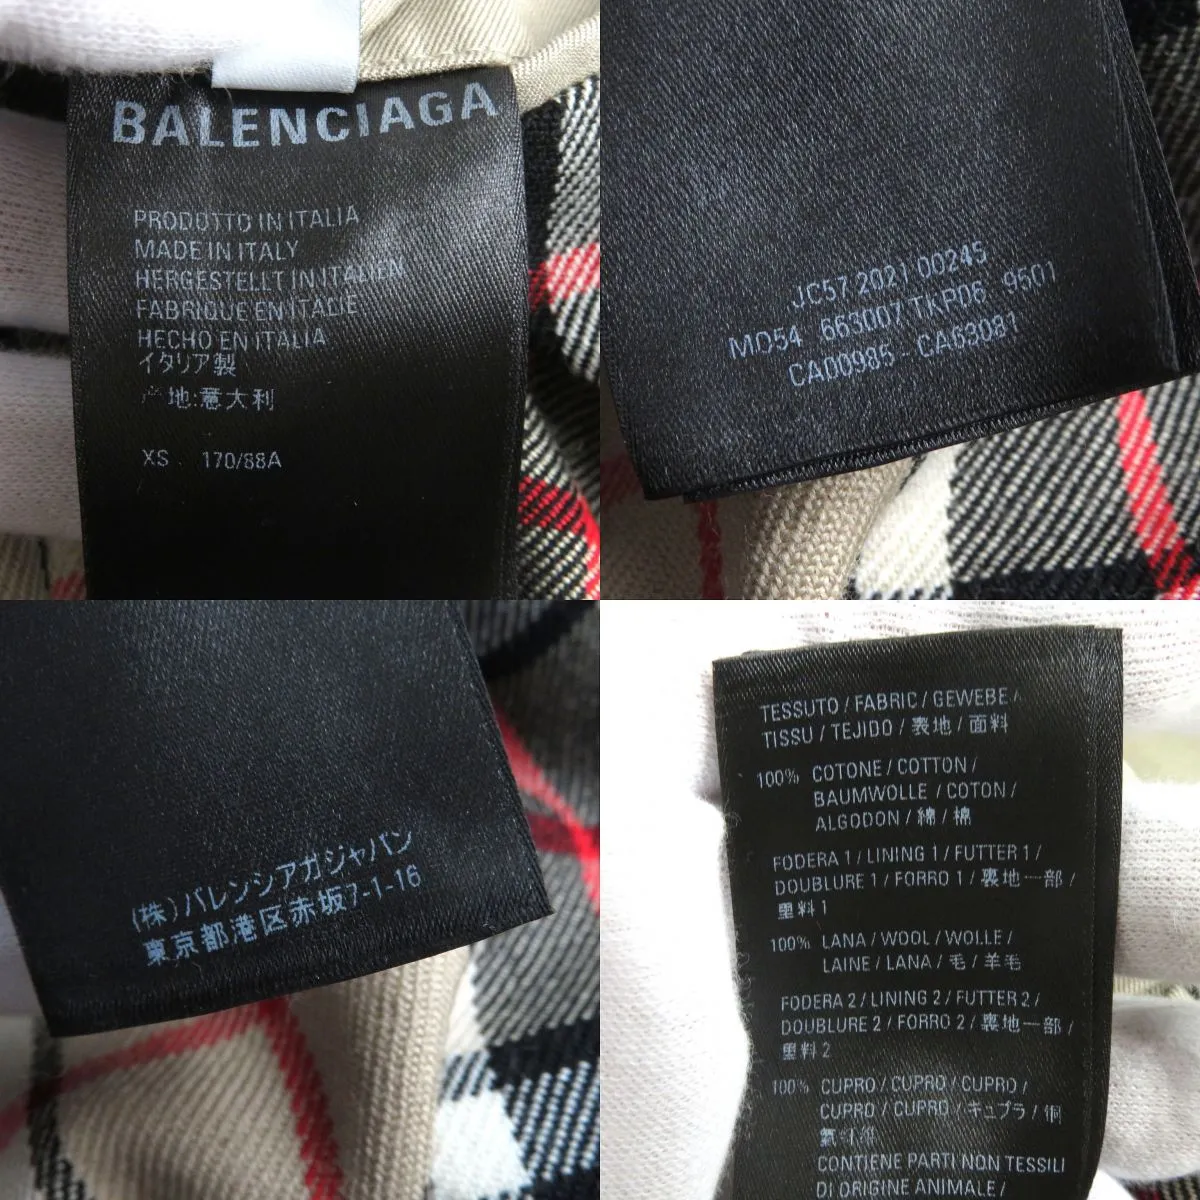 BALENCIAGA
PRODOTTO IN ITALIA
MADE IN ITALY
HERGESTELLT IN ITALIEN
FABRIQUE EN ITALIE
HECHO EN ITALIA
イタリア製
产地:意大利
XS 170/88A
JC57 2021 00245
MO54 663007 TKP06 9501
CA00985 - CA63081
(株)バレンシアガジャパン
東京都港区赤坂7-1-16
TESSUTO / FABRIC / GEWEBE /
TISSU / TEJIDO / 表地 / 面料
100% COTONE / COTTON /
BAUMWOLLE / COTON /
ALGODON / 綿 / 棉
FODERA 1 / LINING 1 / FUTTER 1 /
DOUBLURE 1 / FORRO 1 / 裏地一部 /
里料1
100% LANA / WOOL / WOLLE /
LAINE / LANA / 毛 / 羊毛
FODERA 2 / LINING 2 / FUTTER 2 /
DOUBLURE 2 / FORRO 2 / 裏地一部 /
里料2
100% CUPRO / CUPRO / CUPRO /
CUPRO / CUPRO / キュプラ / 铜
氨纤维
CONTIENE PARTI NON TESSILI
DI ORIGINE ANIMALE /